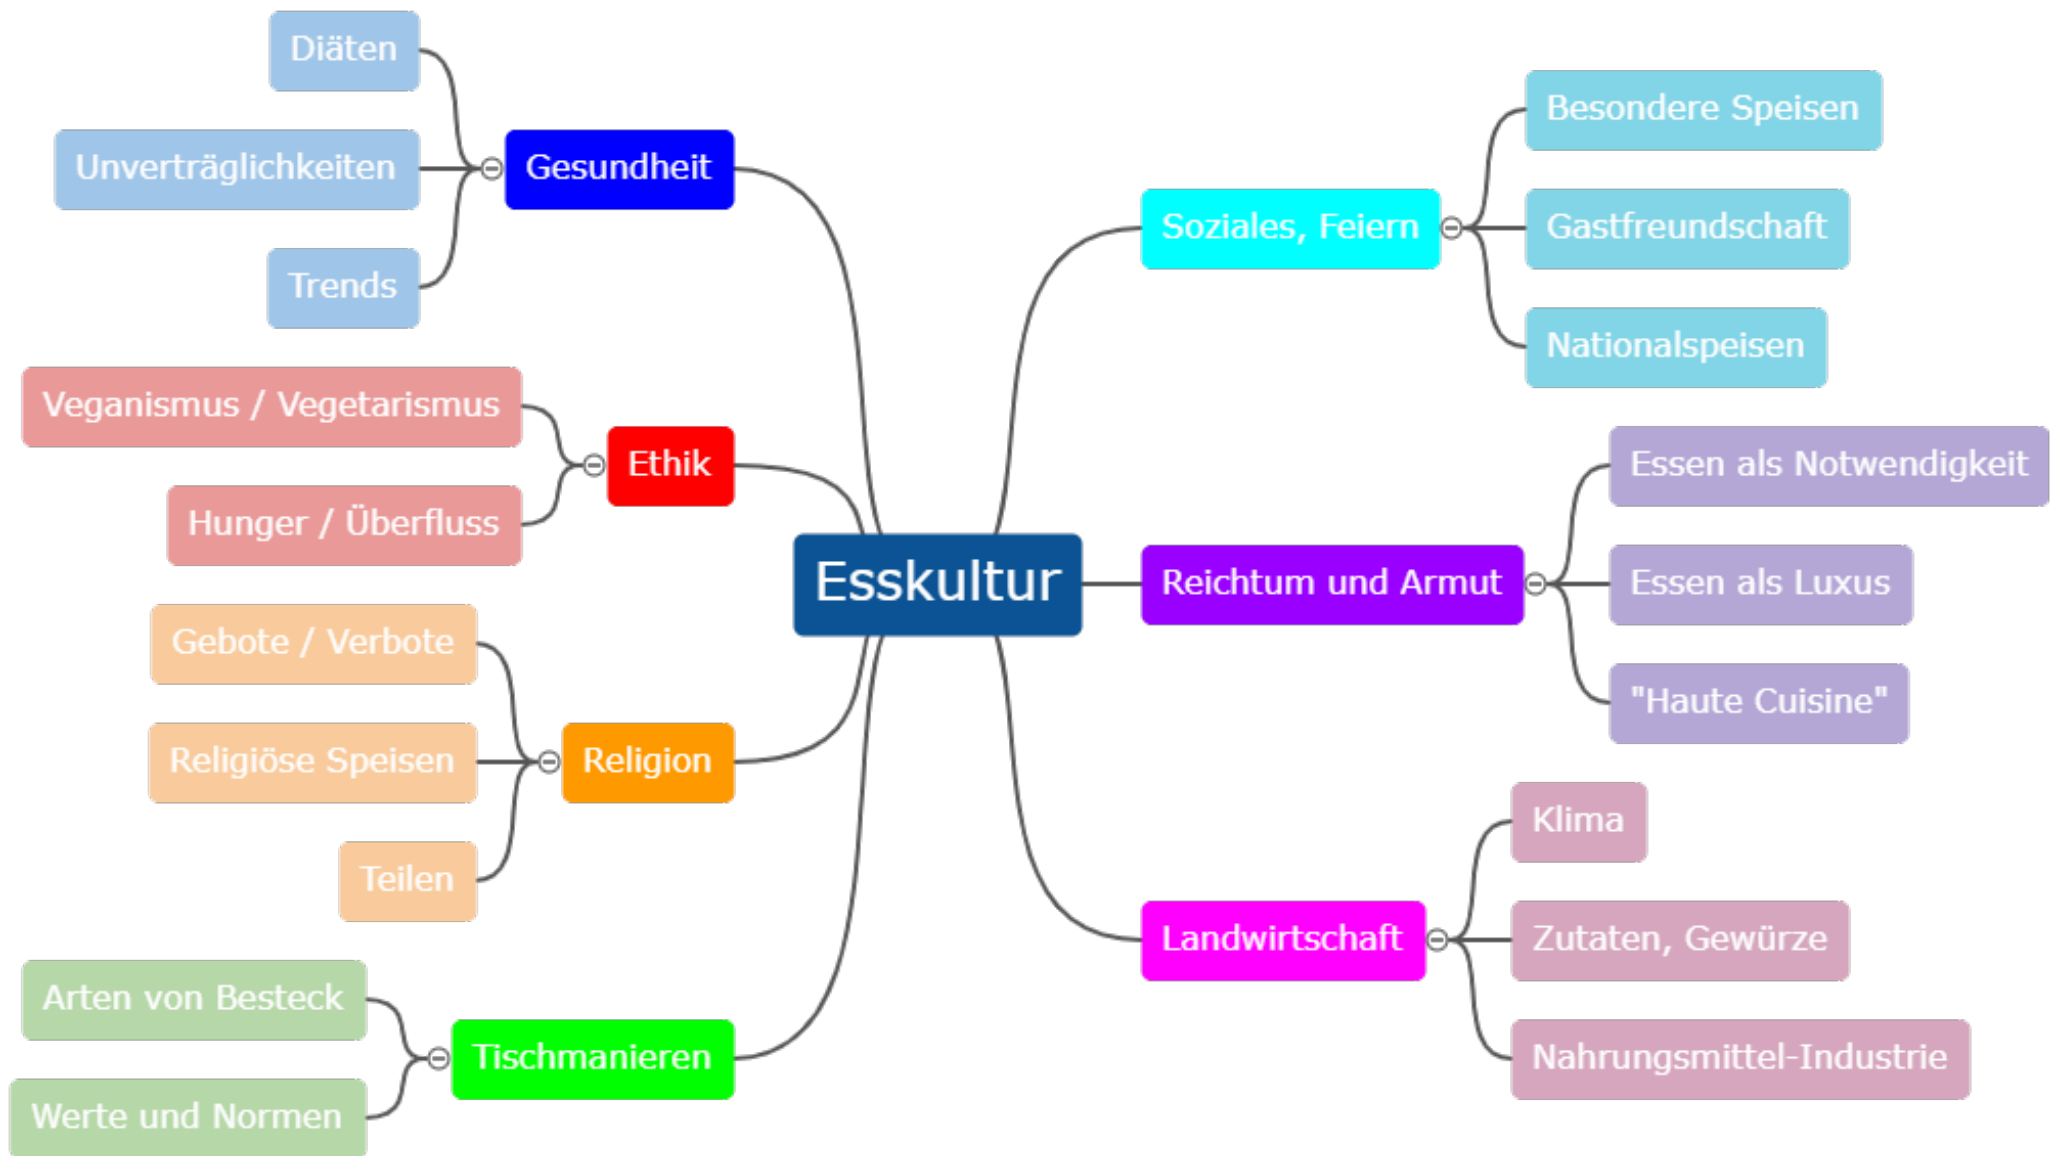 Esskultur
Gesundheit
Diäten
Unverträglichkeiten
Trends
Ethik
Veganismus / Vegetarismus
Hunger / Überfluss
Religion
Gebote / Verbote
Religiöse Speisen
Teilen
Tischmanieren
Arten von Besteck
Werte und Normen
Soziales, Feiern
Besondere Speisen
Gastfreundschaft
Nationalspeisen
Reichtum und Armut
Essen als Notwendigkeit
Essen als Luxus
"Haute Cuisine"
Landwirtschaft
Klima
Zutaten, Gewürze
Nahrungsmittel-Industrie